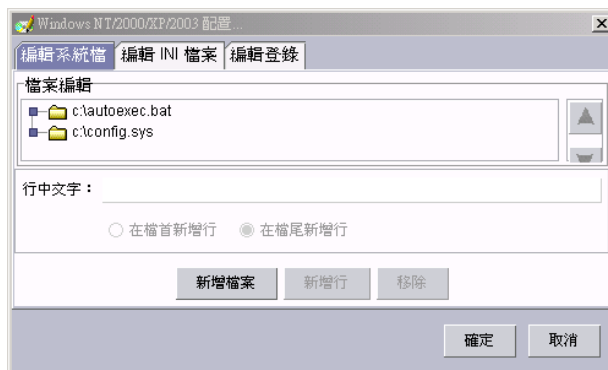 Windows NT/2000/XP/2003 配置...
編輯系統檔 編輯 INI 檔案 編輯登錄
檔案編輯
c:\autoexec.bat
c:\config.sys
行中文字：
在檔首新增行 在檔尾新增行
新增檔案 新增行 移除
確定 取消